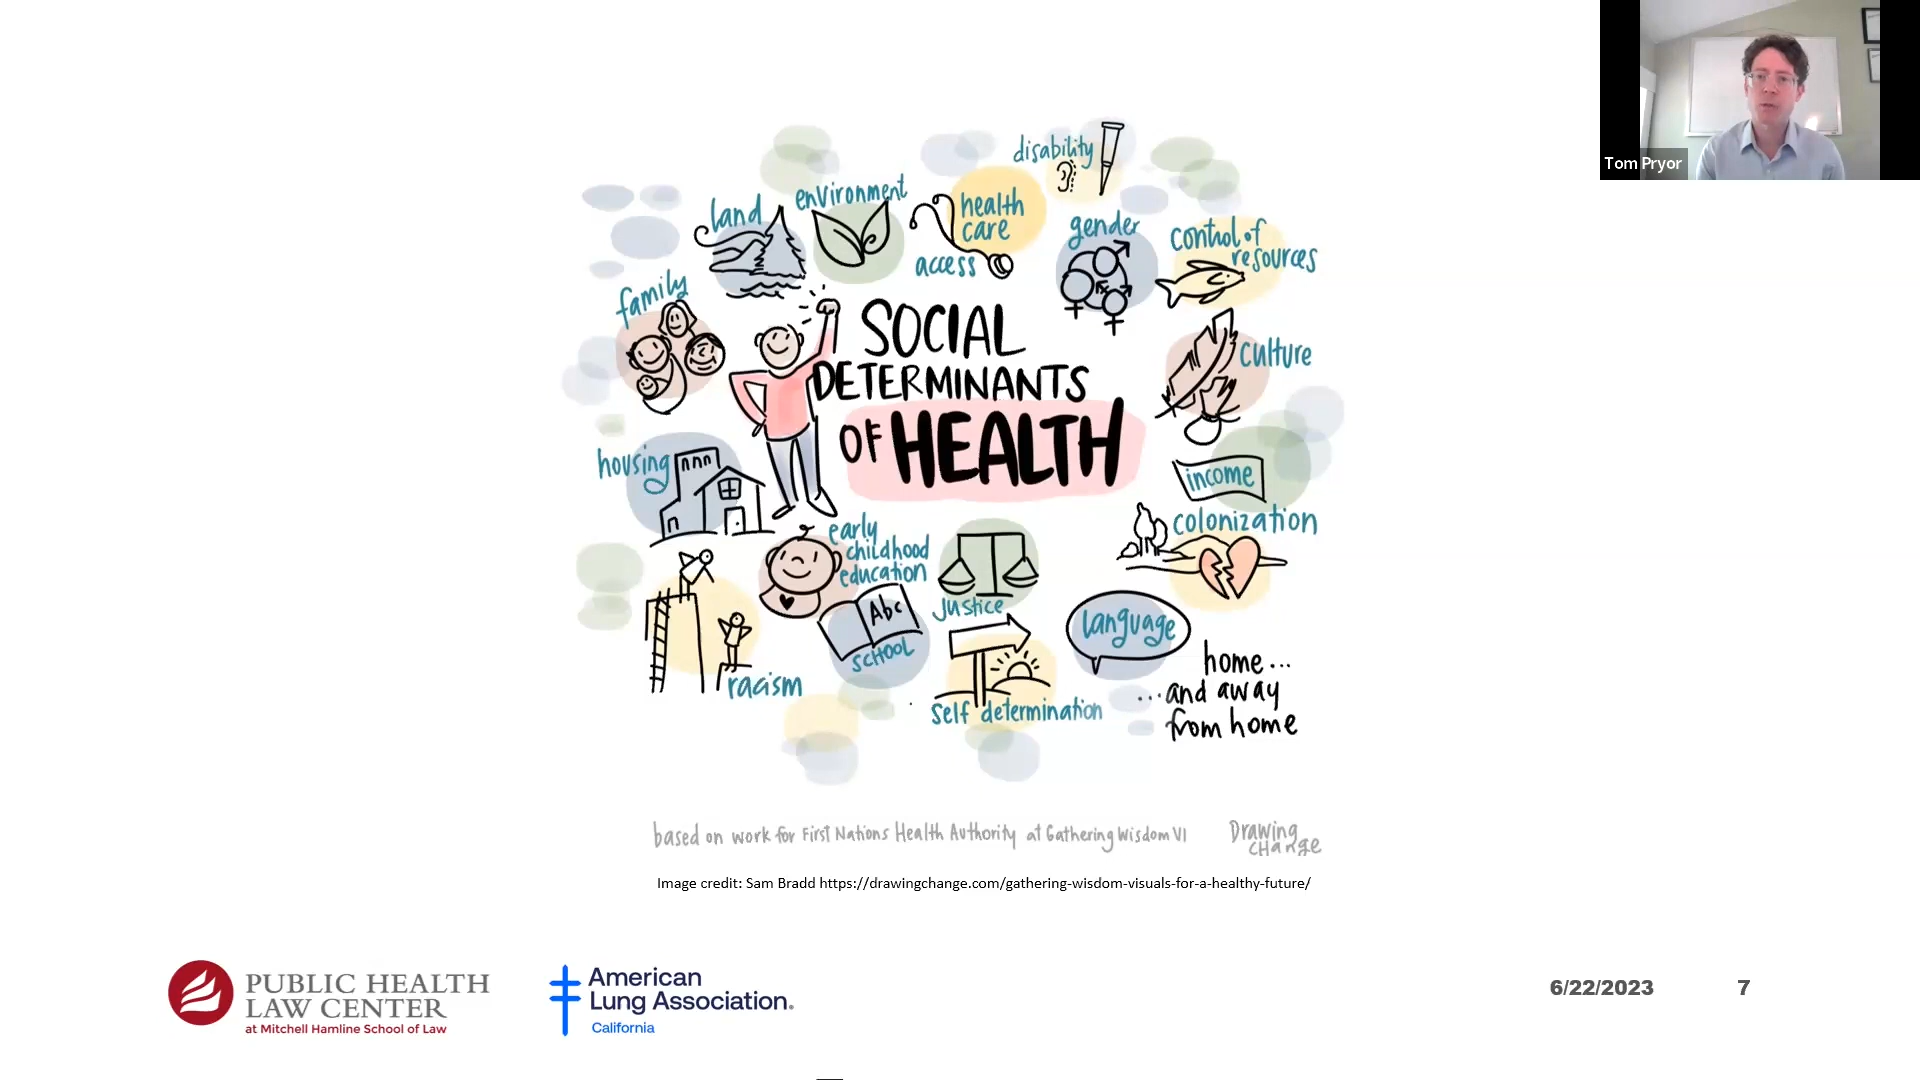 Tom Pryor
disability
land
environment
health
care
access
gender
control of
resources
family
SOCIAL
DETERMINANTS
OF HEALTH
culture
housing
income
colonization
early
childhood
education
Abc
SCHOOL
Justice
language
racism
self determination
home...
...and away
from home
based on work for First Nations Health Authority at Gathering Wisdom VI
Drawing
CHange
Image credit: Sam Bradd https://drawingchange.com/gathering-wisdom-visuals-for-a-healthy-future/
PUBLIC HEALTH
LAW CENTER
at Mitchell Hamline School of Law
American
Lung Association.
California
6/22/2023
7